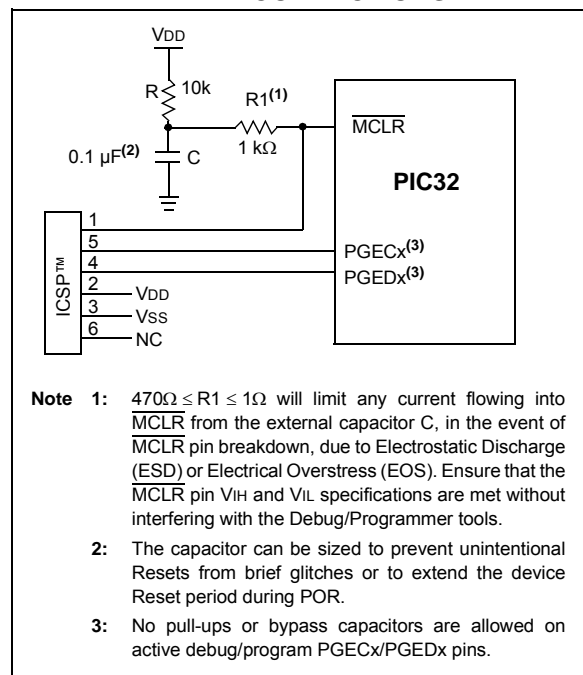 VDD
R 10k
R1(1)
1 kΩ
0.1 µF(2) C
MCLR
PIC32
ICSP™
1
5
4
2
3
6
PGECx(3)
PGEDx(3)
VDD
VSS
NC
Note 1: 470Ω ≤ R1 ≤ 1Ω will limit any current flowing into
MCLR from the external capacitor C, in the event of
MCLR pin breakdown, due to Electrostatic Discharge
(ESD) or Electrical Overstress (EOS). Ensure that the
MCLR pin VIH and VIL specifications are met without
interfering with the Debug/Programmer tools.
2: The capacitor can be sized to prevent unintentional
Resets from brief glitches or to extend the device
Reset period during POR.
3: No pull-ups or bypass capacitors are allowed on
active debug/program PGECx/PGEDx pins.